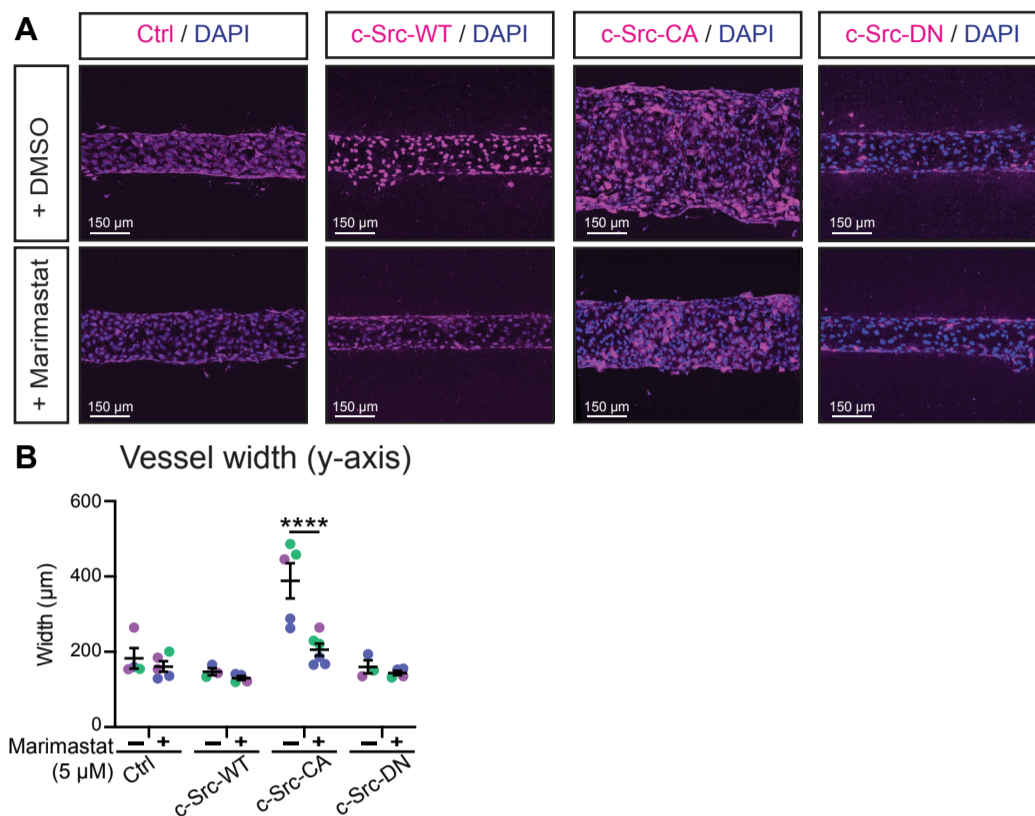 A
Ctrl / DAPI
c-Src-WT / DAPI
c-Src-CA / DAPI
c-Src-DN / DAPI
+ DMSO
150 µm
150 µm
150 µm
150 µm
+ Marimastat
150 µm
150 µm
150 µm
150 µm
B
Vessel width (y-axis)
Width (µm)
600
400
200
0
****
Marimastat
(5 µM)
– + – + – + – +
Ctrl
c-Src-WT
c-Src-CA
c-Src-DN